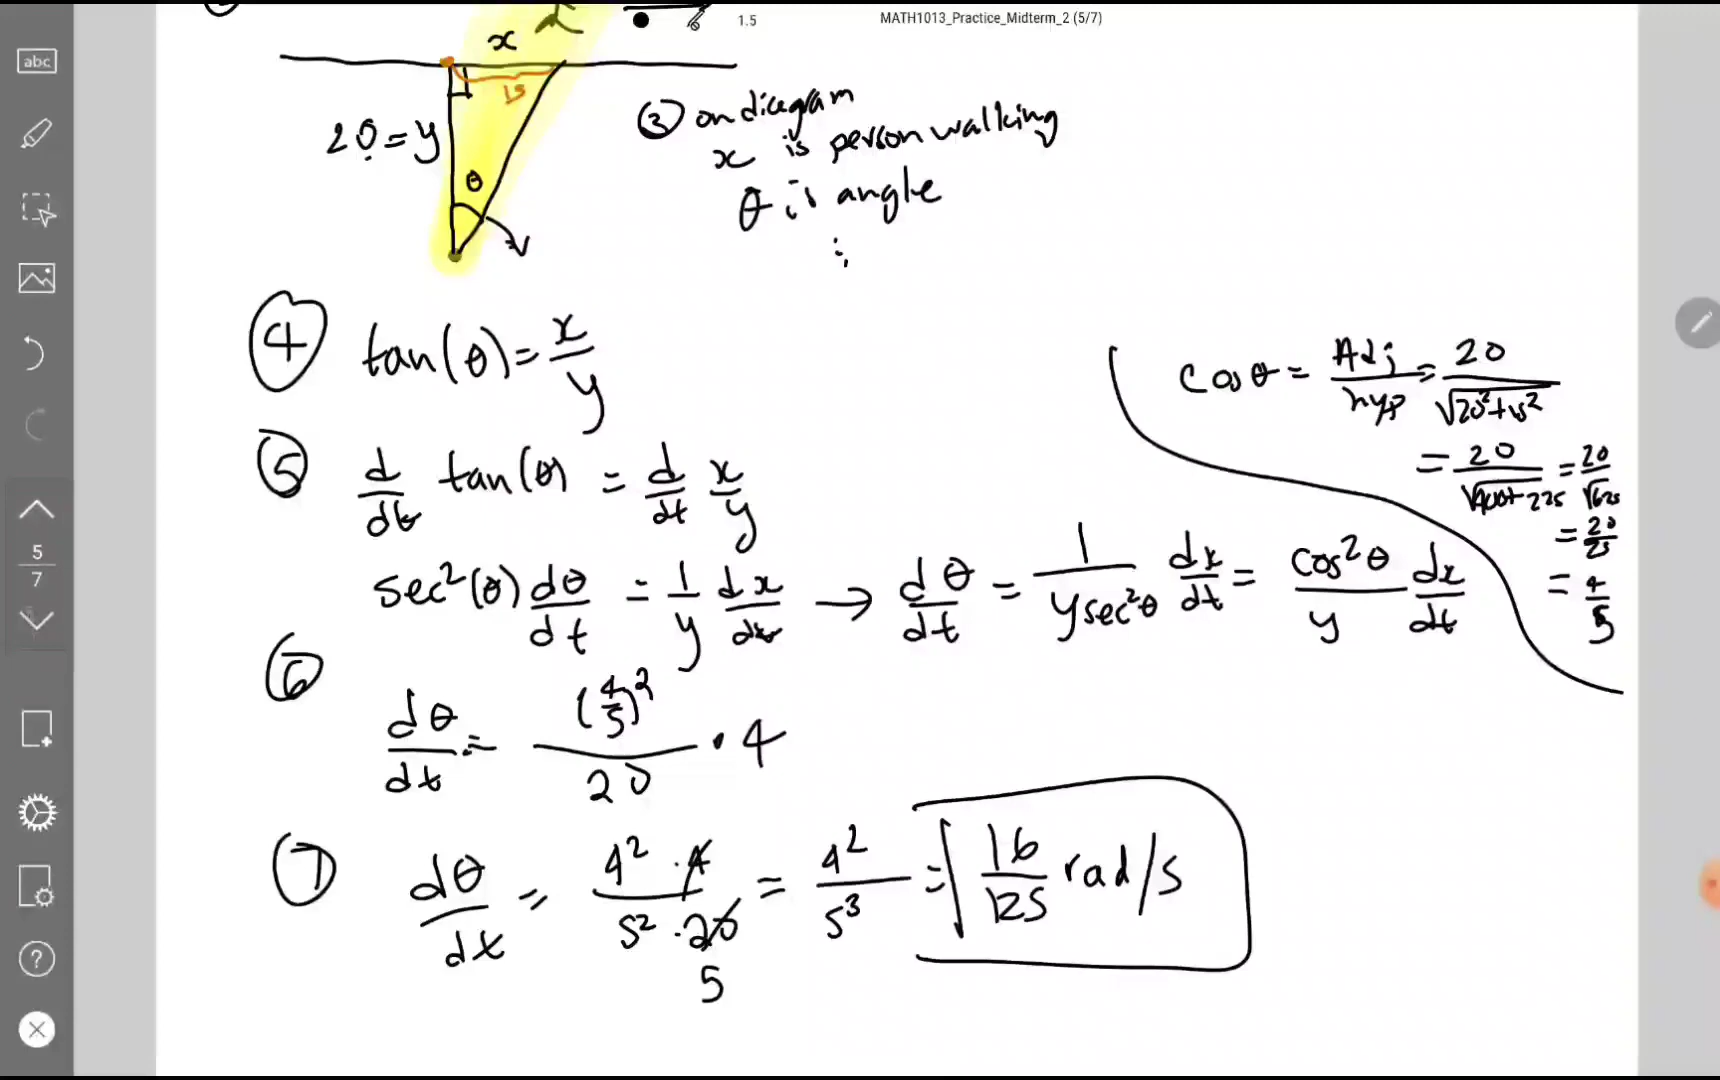 1.5
MATH1013_Practice_Midterm_2 (5/7)
abc
x
15
20 = y
θ
③ on diagram
x is person walking
θ is angle
⋮
④ tan(θ) = x/y
cos θ = Adj/hyp = 20/√20²+15²
= 20/√400+225 = 20/√625
= 20/25
= 4/5
⑤ d/dt tan(θ) = d/dt x/y
sec²(θ) dθ/dt = 1/y dx/dt → dθ/dt = 1/ysec²θ dx/dt = cos²θ/y dx/dt
5
7
⑥ dθ/dt = (4/5)²/20 · 4
⑦ dθ/dt = 4²·4/5²·20 5 = 4²/5³ = 16/125 rad/s